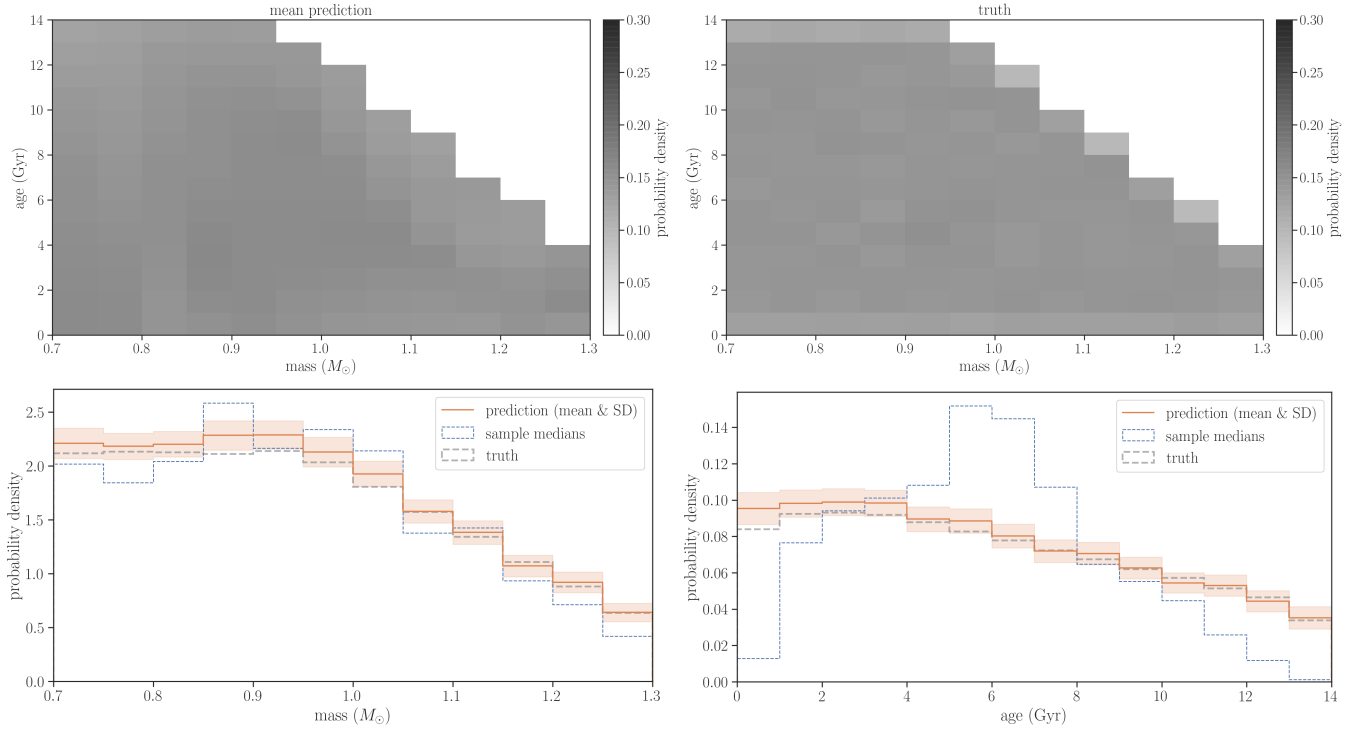 mean prediction
14
12
10
8
6
4
2
0
age (Gyr)
0.7 0.8 0.9 1.0 1.1 1.2 1.3
mass (M☉)
0.30
0.25
0.20
0.15
0.10
0.05
0.00
probability density
truth
14
12
10
8
6
4
2
0
age (Gyr)
0.7 0.8 0.9 1.0 1.1 1.2 1.3
mass (M☉)
0.30
0.25
0.20
0.15
0.10
0.05
0.00
probability density
2.5
2.0
1.5
1.0
0.5
0.0
probability density
0.7 0.8 0.9 1.0 1.1 1.2 1.3
mass (M☉)
prediction (mean & SD)
sample medians
truth
0.14
0.12
0.10
0.08
0.06
0.04
0.02
0.00
probability density
0 2 4 6 8 10 12 14
age (Gyr)
prediction (mean & SD)
sample medians
truth